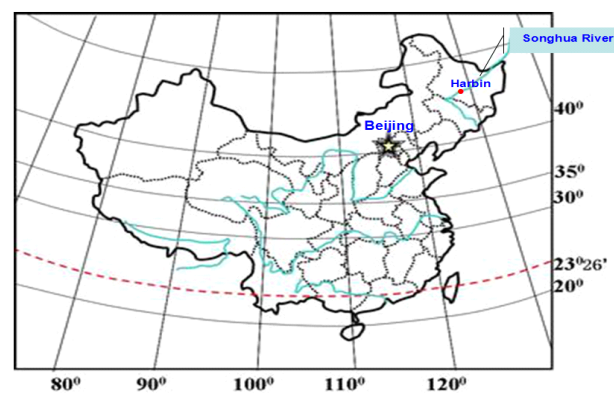 Songhua River
Harbin
Beijing
40⁰
35⁰
30⁰
23⁰26'
20⁰
80⁰ 90⁰ 100⁰ 110⁰ 120⁰